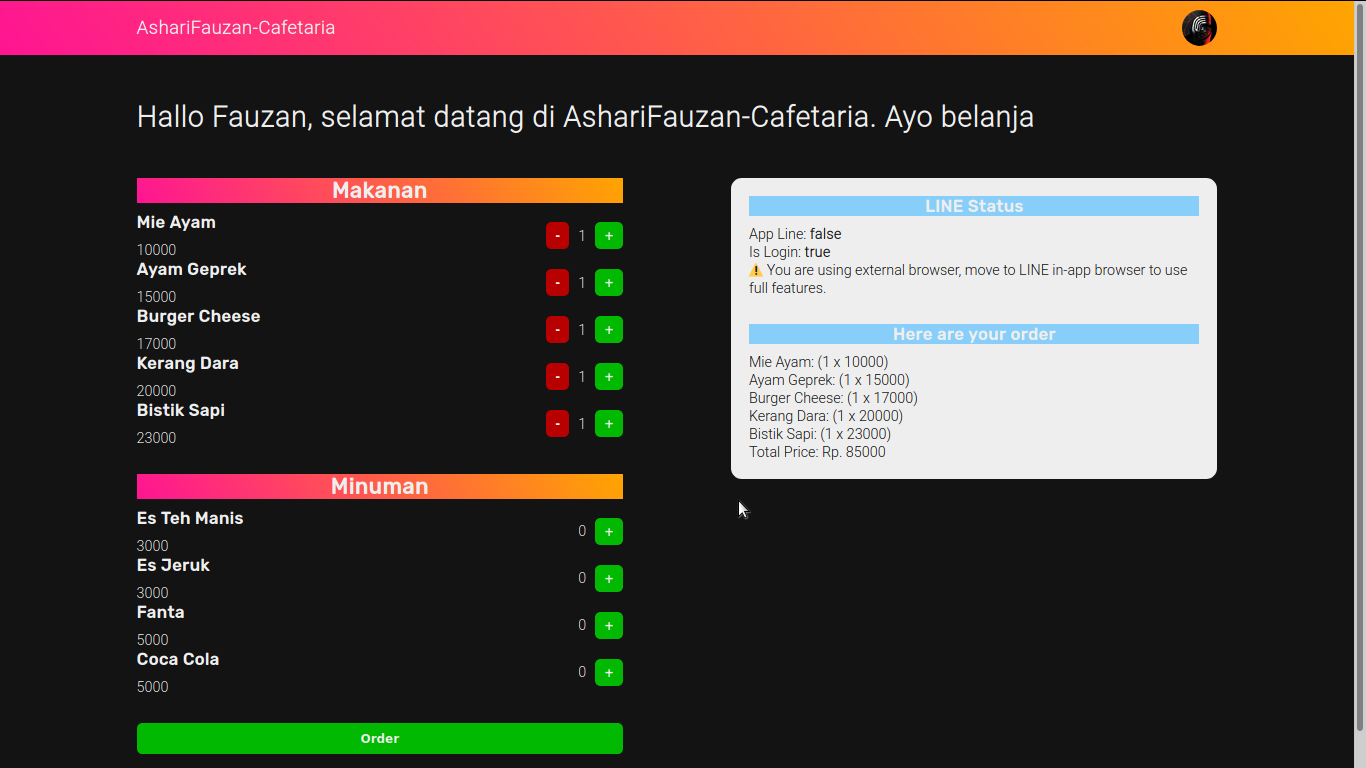 AshariFauzan-Cafetaria
Hallo Fauzan, selamat datang di AshariFauzan-Cafetaria. Ayo belanja
Makanan
Mie Ayam
10000
- 1 +
Ayam Geprek
15000
- 1 +
Burger Cheese
17000
- 1 +
Kerang Dara
20000
- 1 +
Bistik Sapi
23000
- 1 +
Minuman
Es Teh Manis
3000
0 +
Es Jeruk
3000
0 +
Fanta
5000
0 +
Coca Cola
5000
0 +
Order
LINE Status
App Line: false
Is Login: true
⚠️ You are using external browser, move to LINE in-app browser to use
full features.
Here are your order
Mie Ayam: (1 x 10000)
Ayam Geprek: (1 x 15000)
Burger Cheese: (1 x 17000)
Kerang Dara: (1 x 20000)
Bistik Sapi: (1 x 23000)
Total Price: Rp. 85000